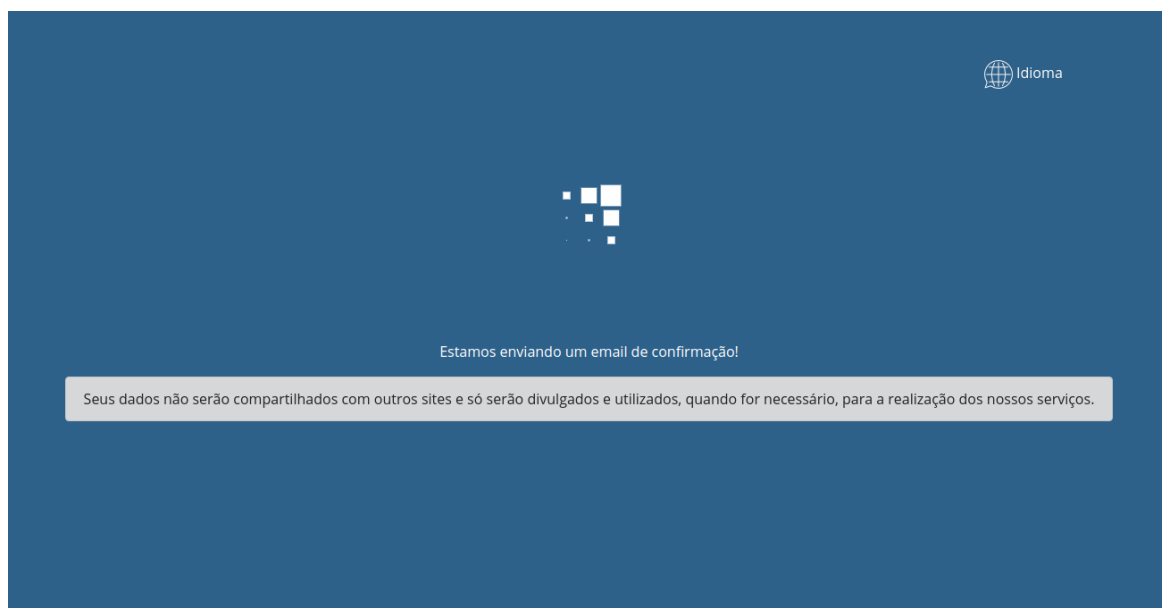 Idioma
Estamos enviando um email de confirmação!
Seus dados não serão compartilhados com outros sites e só serão divulgados e utilizados, quando for necessário, para a realização dos nossos serviços.